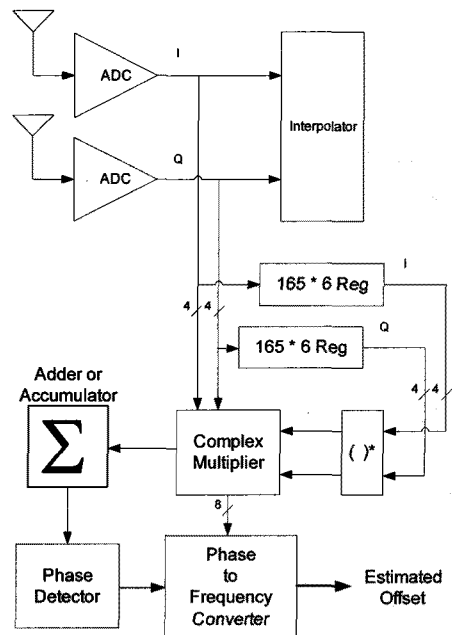 I
ADC
Interpolator
Q
ADC
I
165 * 6 Reg
4
4
Q
165 * 6 Reg
4
4
Adder or
Accumulator
Σ
Complex
Multiplier
( )*
8
Phase
Detector
Phase
to
Frequency
Converter
Estimated
Offset